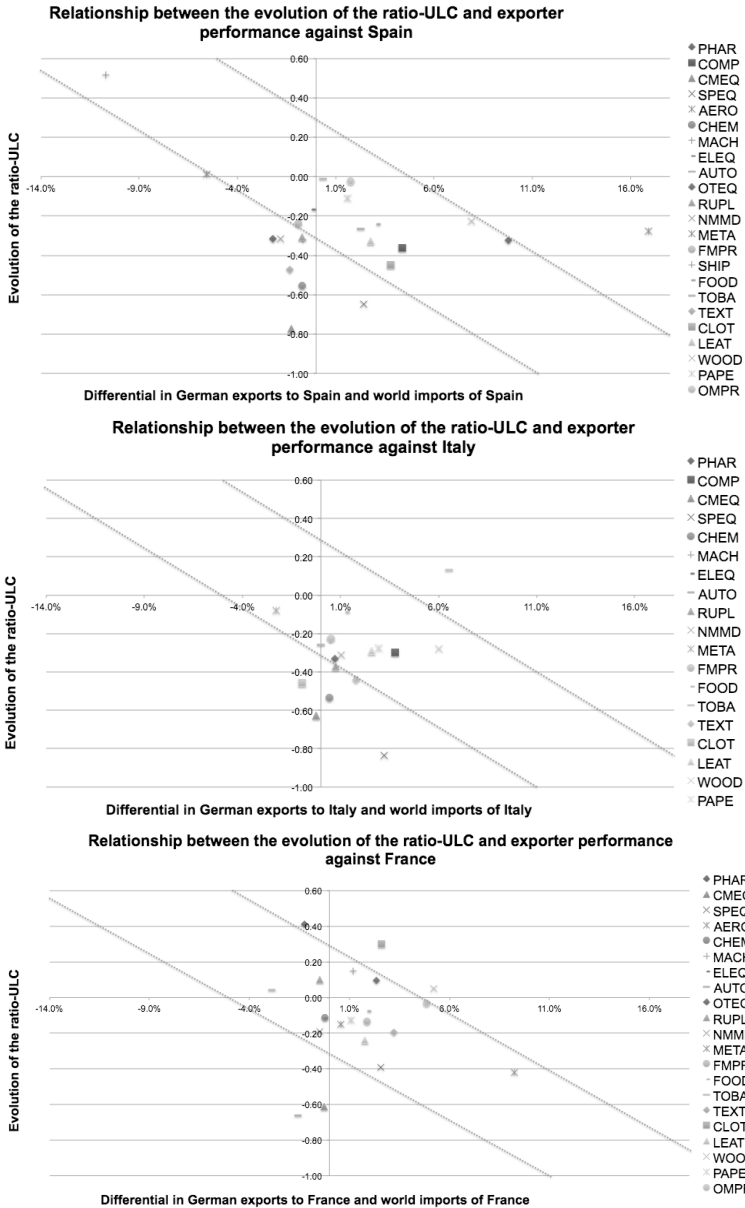 Relationship between the evolution of the ratio-ULC and exporter
performance against Spain
0.60
0.40
0.20
0.00
-14.0% -9.0% -4.0% 1.0% 6.0% 11.0% 16.0%
-0.20
-0.40
-0.60
-0.80
-1.00
Evolution of the ratio-ULC
Differential in German exports to Spain and world imports of Spain
PHAR
COMP
CMEQ
SPEQ
AERO
CHEM
MACH
ELEQ
AUTO
OTEQ
RUPL
NMMD
META
FMPR
SHIP
FOOD
TOBA
TEXT
CLOT
LEAT
WOOD
PAPE
OMPR
Relationship between the evolution of the ratio-ULC and exporter
performance against Italy
0.60
0.40
0.20
0.00
-14.0% -9.0% -4.0% 1.0% 6.0% 11.0% 16.0%
-0.20
-0.40
-0.60
-0.80
-1.00
Evolution of the ratio-ULC
Differential in German exports to Italy and world imports of Italy
PHAR
COMP
CMEQ
SPEQ
CHEM
MACH
ELEQ
AUTO
RUPL
NMMD
META
FMPR
FOOD
TOBA
TEXT
CLOT
LEAT
WOOD
PAPE
Relationship between the evolution of the ratio-ULC and exporter performance
against France
0.60
0.40
0.20
0.00
-14.0% -9.0% -4.0% 1.0% 6.0% 11.0% 16.0%
-0.20
-0.40
-0.60
-0.80
-1.00
Evolution of the ratio-ULC
Differential in German exports to France and world imports of France
PHAR
CMEQ
SPEQ
AERO
CHEM
MACH
ELEQ
AUTO
OTEQ
RUPL
NMM
META
FMPR
FOOD
TOBA
TEXT
CLOT
LEAT
WOO
PAPE
OMPR